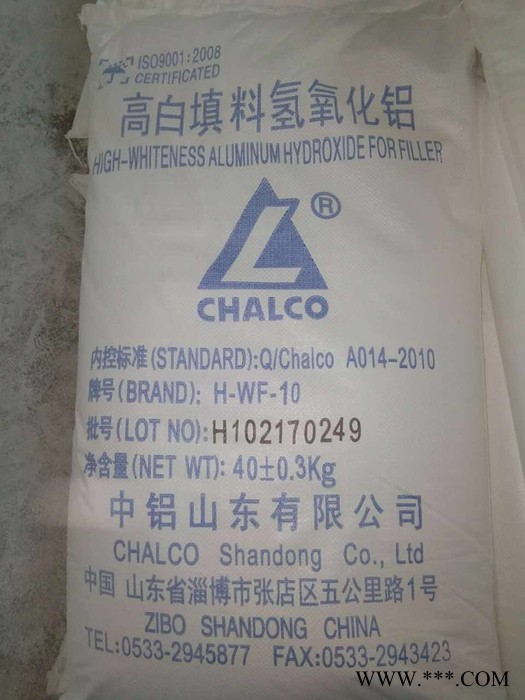 ISO9001:2008
CERTIFICATED
高白填料氢氧化铝
HIGH-WHITENESS ALUMINUM HYDROXIDE FOR FILLER
®
CHALCO
内控标准(STANDARD):Q/Chalco A014-2010
牌号(BRAND): H-WF-10
批号(LOT NO):H102170249
净含量(NET WT): 40±0.3Kg
中铝山东有限公司
CHALCO Shandong Co., Ltd
中国 山东省淄博市张店区五公里路1号
ZIBO SHANDONG CHINA
TEL:0533-2945877 FAX:0533-2943423
WWW.***.COM